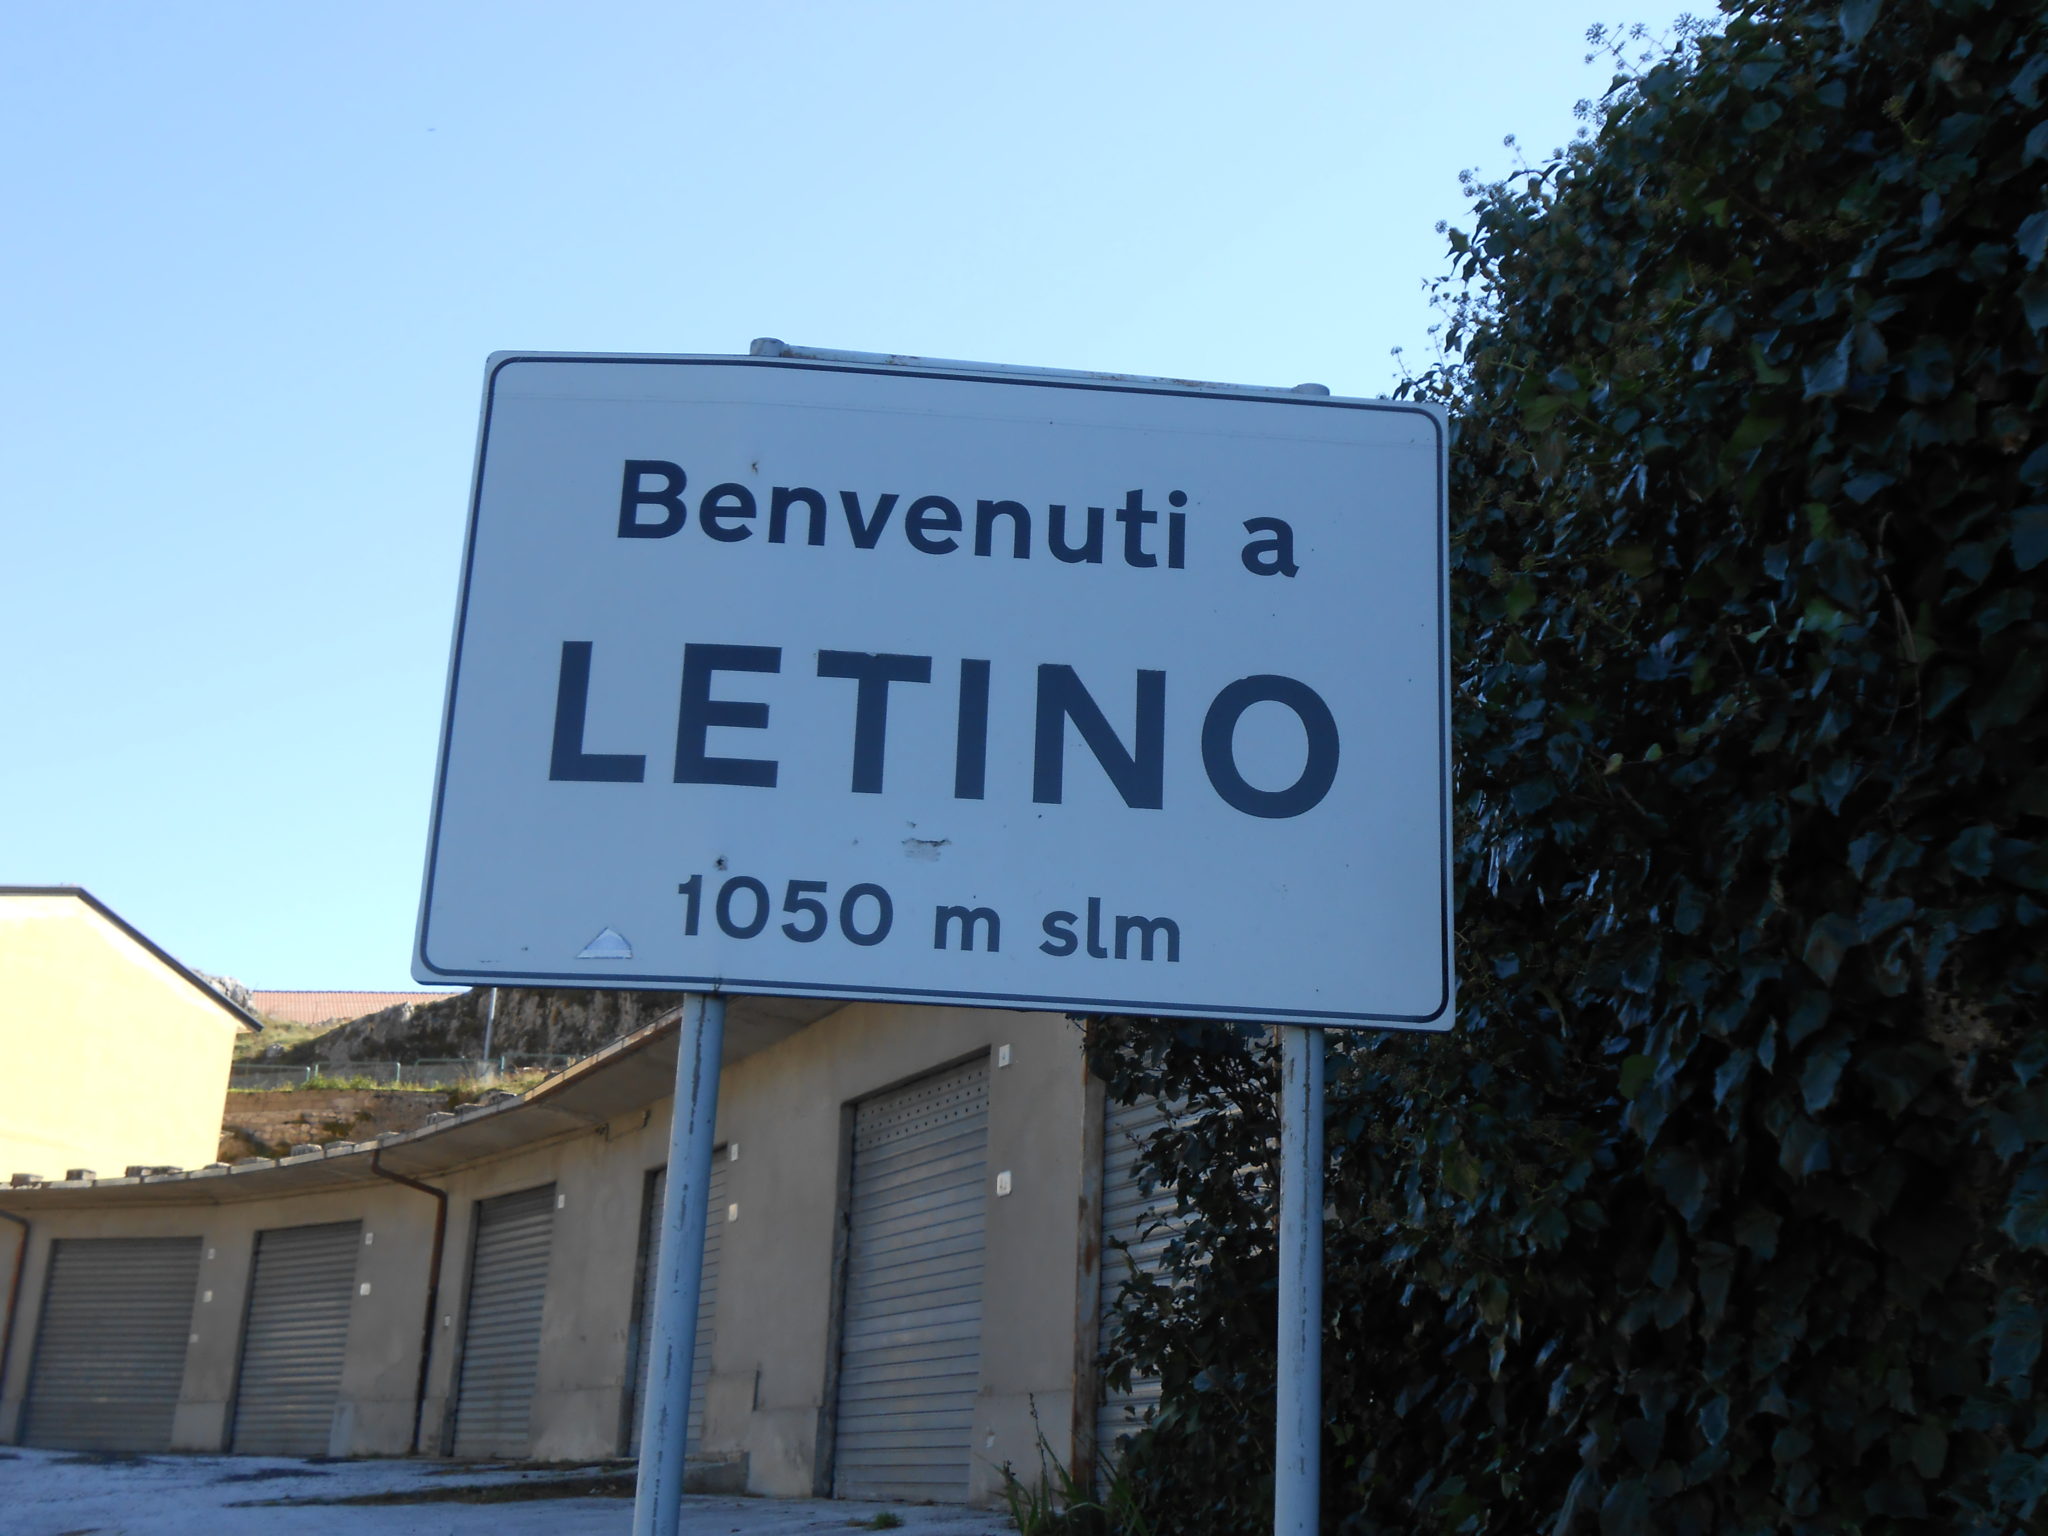 Benvenuti a
LETINO
1050 m slm